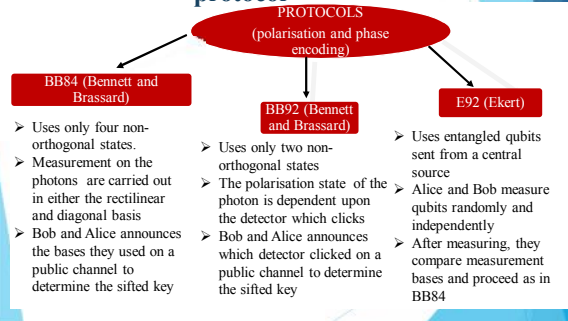 protocol
PROTOCOLS
(polarisation and phase
encoding)
BB84 (Bennett and
Brassard)
➢ Uses only four non-
orthogonal states.
➢ Measurement on the
photons are carried out
in either the rectilinear
and diagonal basis
➢ Bob and Alice announces
the bases they used on a
public channel to
determine the sifted key
BB92 (Bennett
and Brassard)
➢ Uses only two non-
orthogonal states
➢ The polarisation state of the
photon is dependent upon
the detector which clicks
➢ Bob and Alice announces
which detector clicked on a
public channel to determine
the sifted key
E92 (Ekert)
➢ Uses entangled qubits
sent from a central
source
➢ Alice and Bob measure
qubits randomly and
independently
➢ After measuring, they
compare measurement
bases and proceed as in
BB84